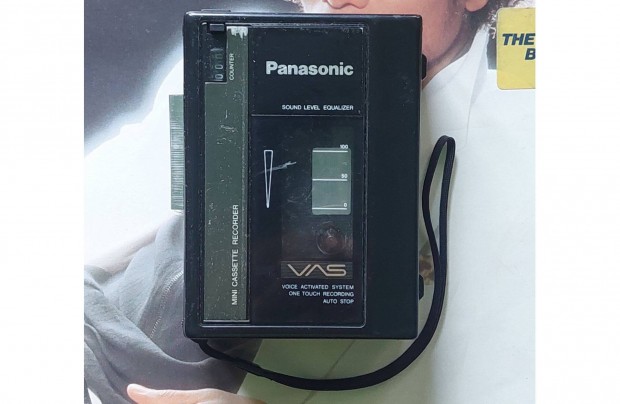 THE
B
COUNTER
Panasonic
SOUND LEVEL EQUALIZER
100
50
0
MINI CASSETTE RECORDER
VAS
VOICE ACTIVATED SYSTEM
ONE TOUCH RECORDING
AUTO STOP